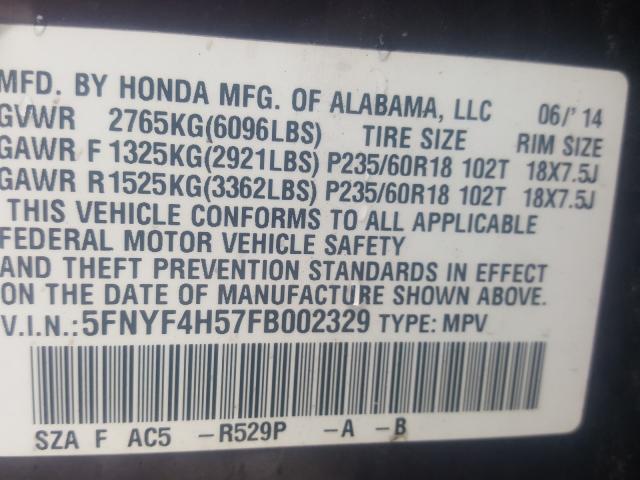 MFD. BY HONDA MFG. OF ALABAMA, LLC 06/'14
GVWR 2765KG(6096LBS) TIRE SIZE RIM SIZE
GAWR F 1325KG(2921LBS) P235/60R18 102T 18X7.5J
GAWR R 1525KG(3362LBS) P235/60R18 102T 18X7.5J
THIS VEHICLE CONFORMS TO ALL APPLICABLE
FEDERAL MOTOR VEHICLE SAFETY
AND THEFT PREVENTION STANDARDS IN EFFECT
ON THE DATE OF MANUFACTURE SHOWN ABOVE.
V.I.N.:5FNYF4H57FB002329 TYPE: MPV
SZA F AC5 -R529P -A -B